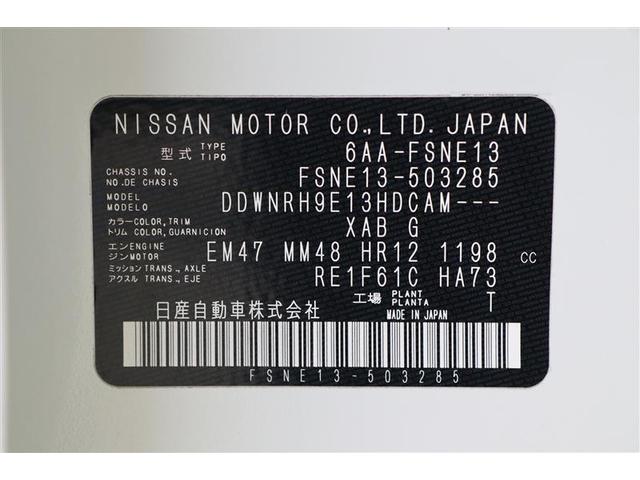 NISSAN MOTOR CO.,LTD. JAPAN
型式 TYPE TIPO 6AA-FSNE13
CHASSIS NO. NO.DE CHASIS FSNE13-503285
MODEL MODELO DDWNRH9E13HDCAM---
カラー COLOR, TRIM トリム COLOR, GUARNICION XAB G
エンジン ENGINE MOTOR EM47 MM48 HR12 1198 CC
ミッション TRANS., AXLE アクスル TRANS., EJE RE1F61C HA73
工場 PLANT PLANTA T
日産自動車株式会社 MADE IN JAPAN
FSNE13-503285